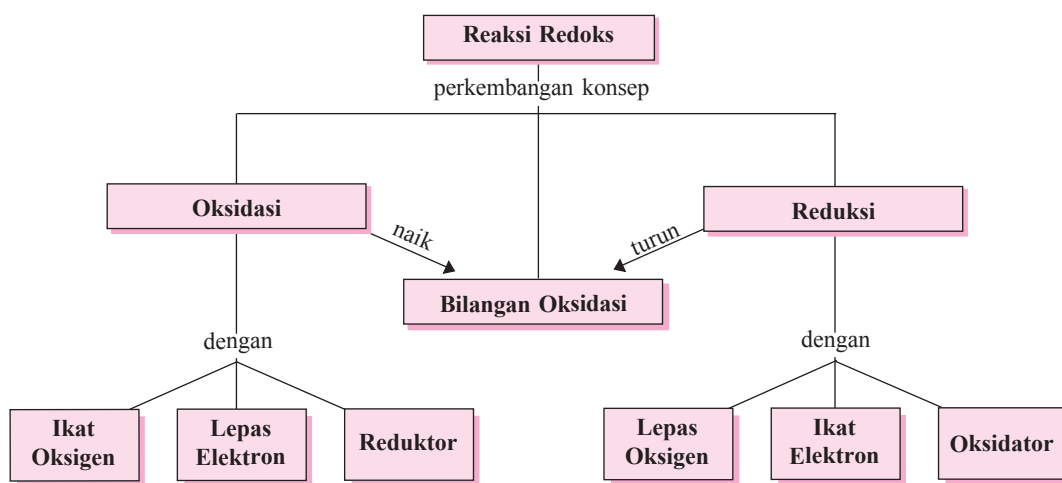 Reaksi Redoks
perkembangan konsep
Oksidasi
Reduksi
naik
turun
Bilangan Oksidasi
dengan
dengan
Ikat
Oksigen
Lepas
Elektron
Reduktor
Lepas
Oksigen
Ikat
Elektron
Oksidator